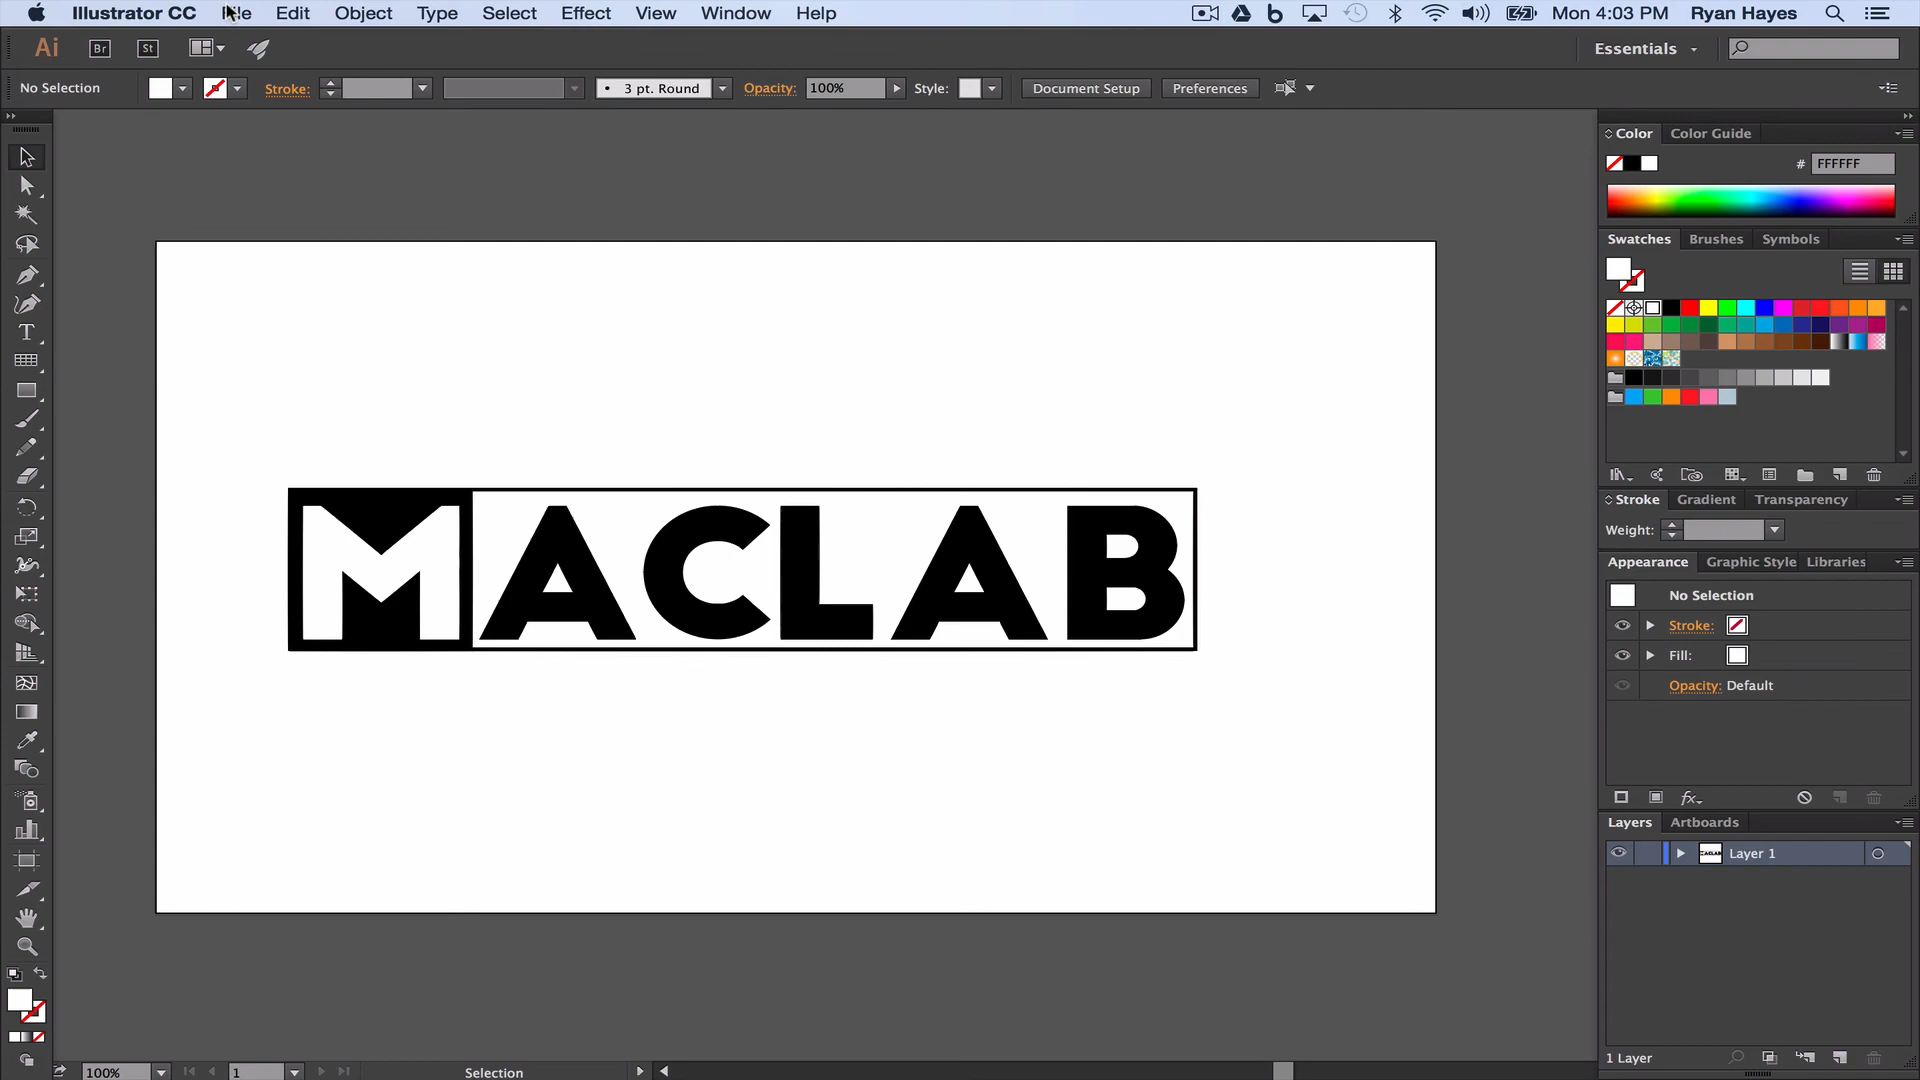 Illustrator CC File Edit Object Type Select Effect View Window Help Mon 4:03 PM Ryan Hayes
Ai Br St Essentials
No Selection Stroke: 3 pt. Round Opacity: 100% Style: Document Setup Preferences
Color Color Guide
# FFFFFF
Swatches Brushes Symbols
MACLAB
Stroke Gradient Transparency
Weight:
Appearance Graphic Style Libraries
No Selection
Stroke:
Fill:
Opacity: Default
fx
Layers Artboards
Layer 1
1 Layer
100% 1 Selection